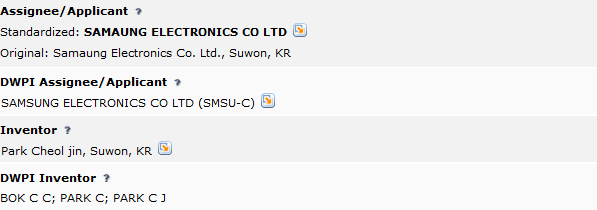 Assignee/Applicant ?
Standardized: SAMAUNG ELECTRONICS CO LTD
Original: Samaung Electronics Co. Ltd., Suwon, KR
DWPI Assignee/Applicant ?
SAMSUNG ELECTRONICS CO LTD (SMSU-C)
Inventor ?
Park Cheol jin, Suwon, KR
DWPI Inventor ?
BOK C C; PARK C; PARK C J